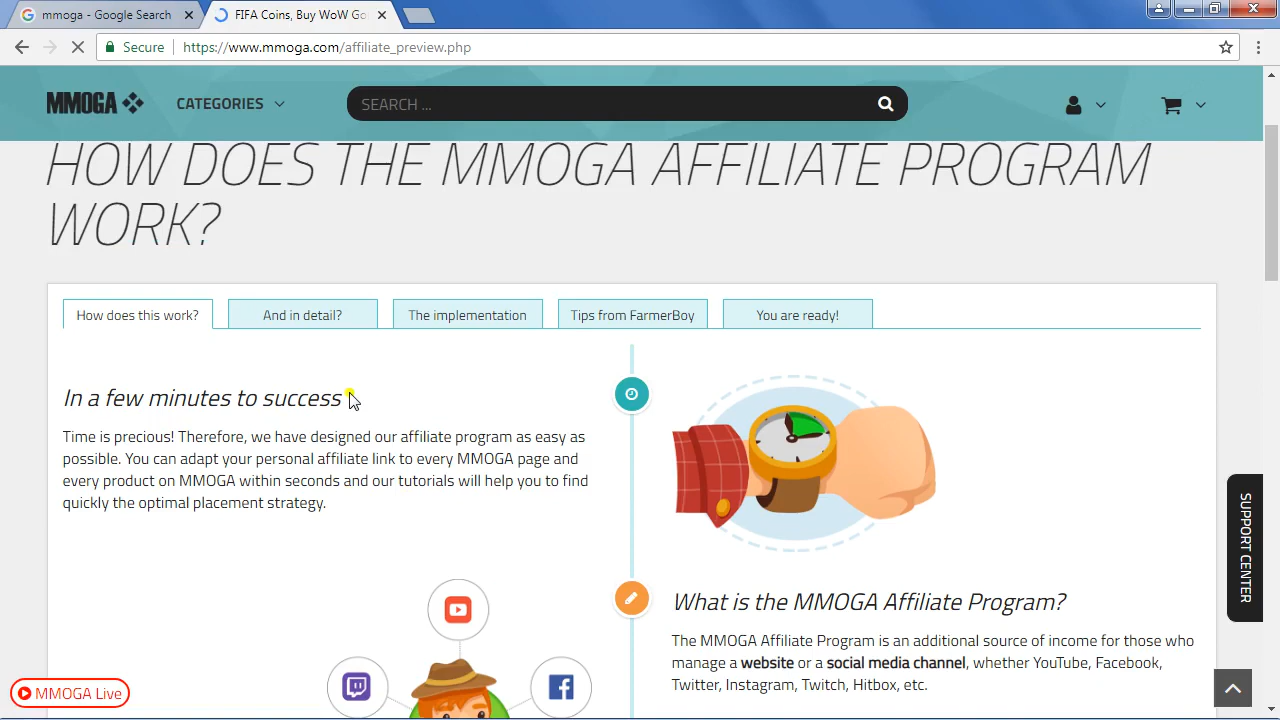 mmoga - Google Search
FIFA Coins, Buy WoW Go
Secure
https://www.mmoga.com/affiliate_preview.php
MMOGA
CATEGORIES
SEARCH ...
HOW DOES THE MMOGA AFFILIATE PROGRAM
WORK?
How does this work?
And in detail?
The implementation
Tips from FarmerBoy
You are ready!
In a few minutes to success
Time is precious! Therefore, we have designed our affiliate program as easy as
possible. You can adapt your personal affiliate link to every MMOGA page and
every product on MMOGA within seconds and our tutorials will help you to find
quickly the optimal placement strategy.
What is the MMOGA Affiliate Program?
The MMOGA Affiliate Program is an additional source of income for those who
manage a website or a social media channel, whether YouTube, Facebook,
Twitter, Instagram, Twitch, Hitbox, etc.
SUPPORT CENTER
MMOGA Live